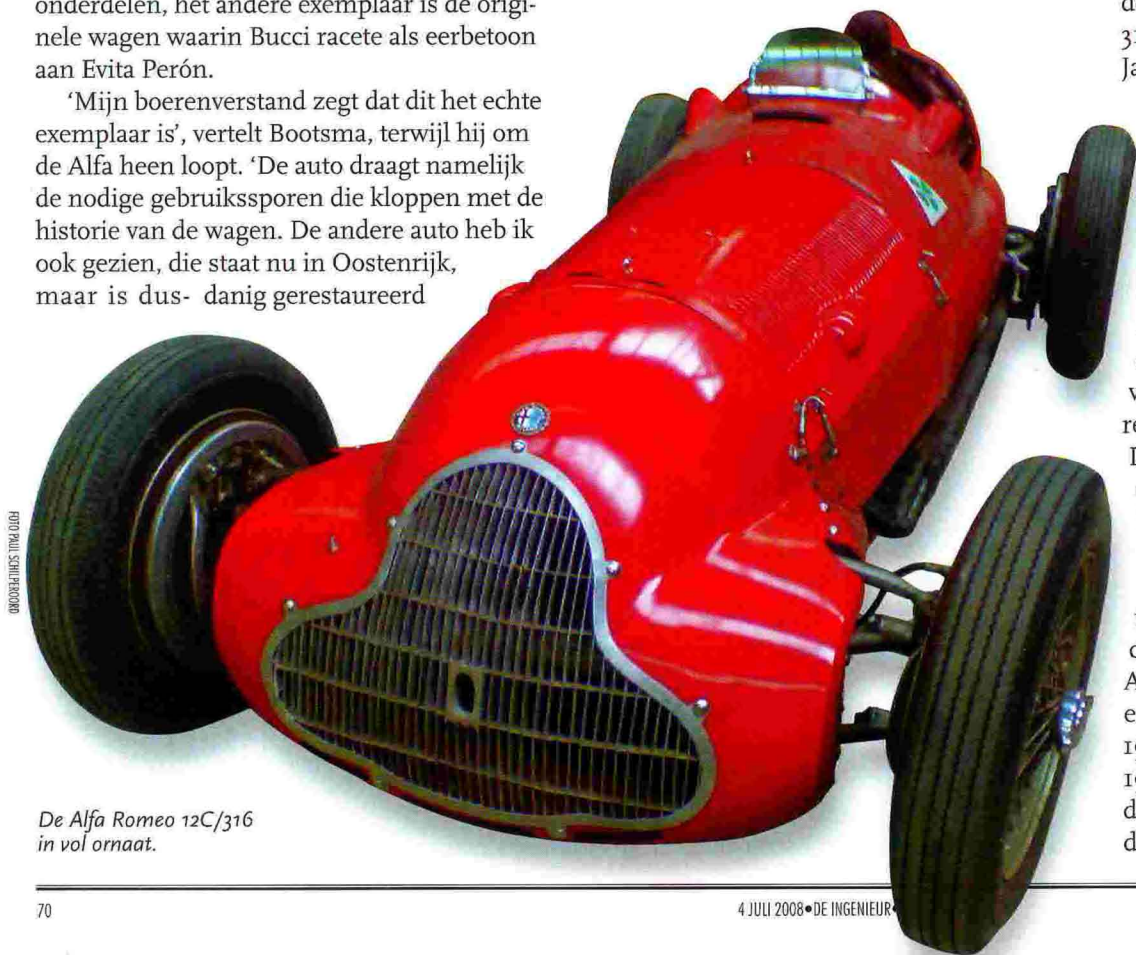 onderdelen, het andere exemplaar is de origi-
nele wagen waarin Bucci racete als eerbetoon
aan Evita Perón.
‘Mijn boerenverstand zegt dat dit het echte
exemplaar is’, vertelt Bootsma, terwijl hij om
de Alfa heen loopt. ‘De auto draagt namelijk
de nodige gebruikssporen die kloppen met de
historie van de wagen. De andere auto heb ik
ook gezien, die staat nu in Oostenrijk,
maar is dus- danig gerestaureerd
FOTO PAUL SCHILPEROORD
De Alfa Romeo 12C/316
in vol ornaat.
70
4 JULI 2008•DE INGENIEUR